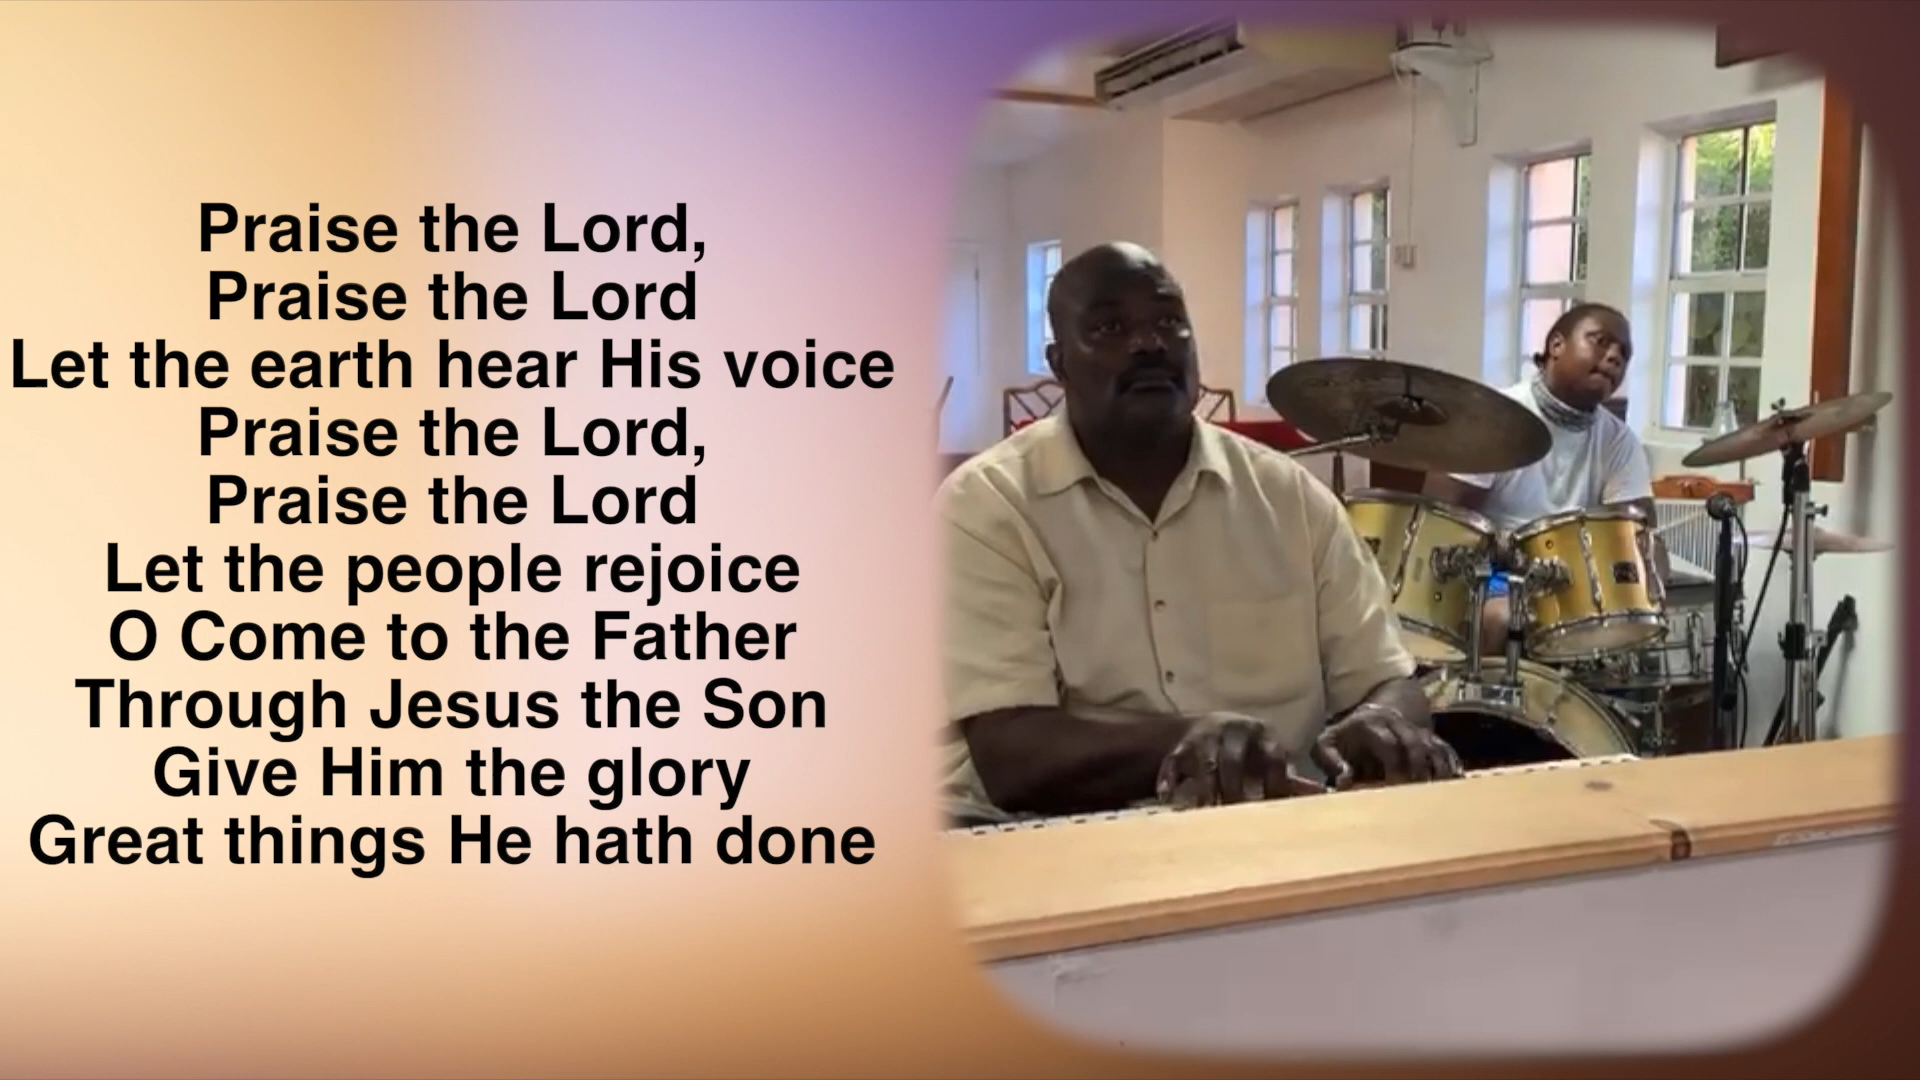 Praise the Lord,
Praise the Lord
Let the earth hear His voice
Praise the Lord,
Praise the Lord
Let the people rejoice
O Come to the Father
Through Jesus the Son
Give Him the glory
Great things He hath done